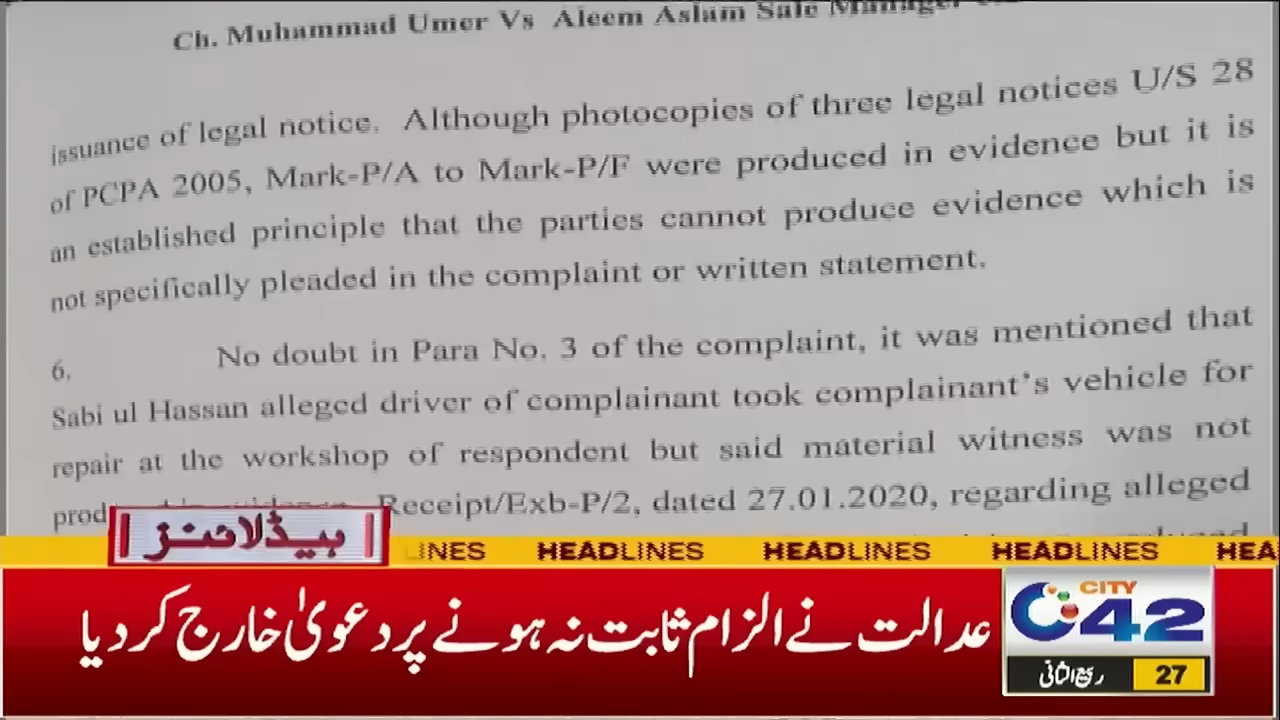 Ch. Muhammad Umer Vs Aleem Aslam Sale Manager
issuance of legal notice. Although photocopies of three legal notices U/S 28
of PCPA 2005, Mark-P/A to Mark-P/F were produced in evidence but it is
an established principle that the parties cannot produce evidence which is
not specifically pleaded in the complaint or written statement.
6. No doubt in Para No. 3 of the complaint, it was mentioned that
Sabi ul Hassan alleged driver of complainant took complainant's vehicle for
repair at the workshop of respondent but said material witness was not
Receipt/Exb-P/2, dated 27.01.2020, regarding alleged
ہیڈلائنز
INES HEADLINES HEADLINES HEADLINES HEA
عدالت نے الزام ثابت نہ ہونے پر دعویٰ خارج کر دیا
CITY
42
27 ربیع الثانی